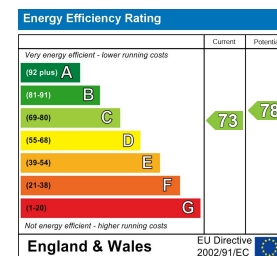 Energy Efficiency Rating
Current Potentia
Very energy efficient - lower running costs
(92 plus) A
(81-91) B
(69-80) C
(55-68) D
(39-54) E
(21-38) F
(1-20) G
73
78
Not energy efficient - higher running costs
England & Wales
EU Directive
2002/91/EC